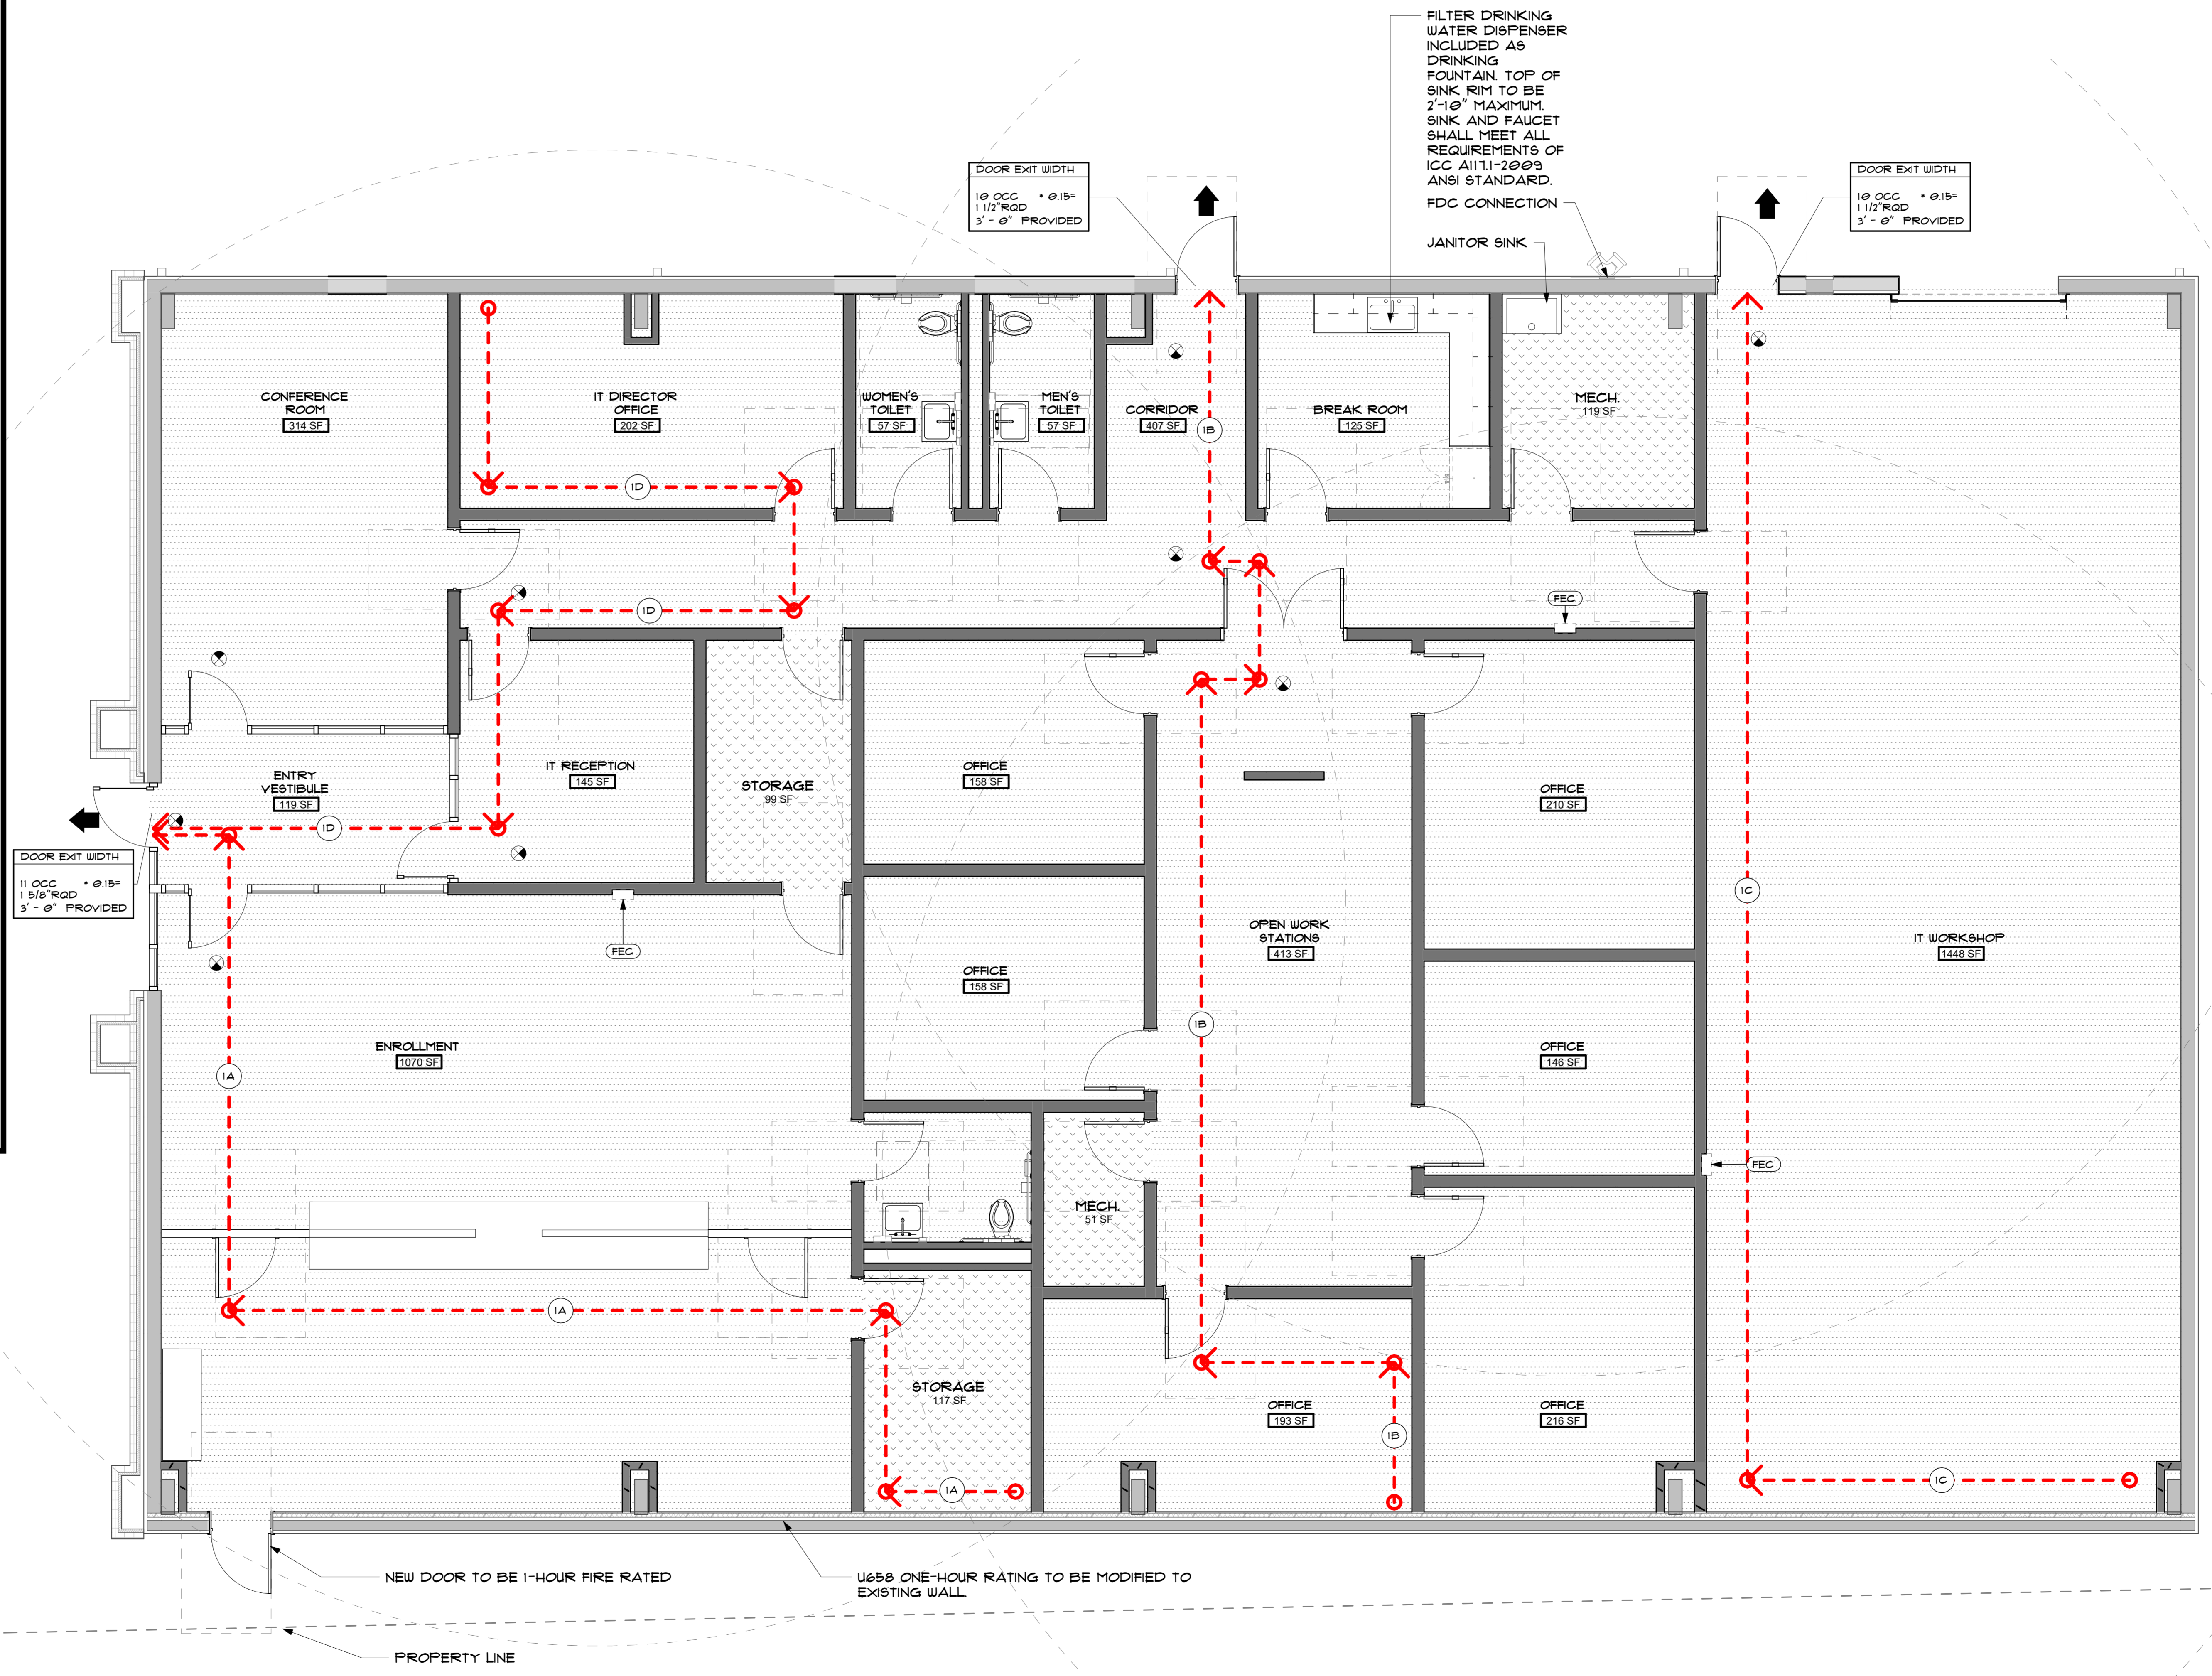 FILTER DRINKING
WATER DISPENSER
INCLUDED AS
DRINKING
FOUNTAIN. TOP OF
SINK RIM TO BE
2'-10" MAXIMUM.
SINK AND FAUCET
SHALL MEET ALL
REQUIREMENTS OF
ICC A117.1-2009
ANSI STANDARD.
FDC CONNECTION
JANITOR SINK
DOOR EXIT WIDTH
10 OCC * 0.15=
1 1/2"RQD
3' - 0" PROVIDED
DOOR EXIT WIDTH
10 OCC * 0.15=
1 1/2"RQD
3' - 0" PROVIDED
CONFERENCE
ROOM
314 SF
IT DIRECTOR
OFFICE
202 SF
WOMEN'S
TOILET
57 SF
MEN'S
TOILET
57 SF
CORRIDOR
407 SF
1B
BREAK ROOM
125 SF
MECH.
119 SF
1D
1D
FEC
ENTRY
VESTIBULE
119 SF
1D
IT RECEPTION
145 SF
STORAGE
99 SF
OFFICE
158 SF
OFFICE
210 SF
DOOR EXIT WIDTH
11 OCC * 0.15=
1 5/8"RQD
3' - 0" PROVIDED
FEC
1C
OPEN WORK
STATIONS
413 SF
IT WORKSHOP
1448 SF
OFFICE
158 SF
1B
ENROLLMENT
1070 SF
1A
OFFICE
146 SF
FEC
MECH.
51 SF
1A
STORAGE
117 SF
OFFICE
193 SF
1B
OFFICE
216 SF
1A
1C
NEW DOOR TO BE 1-HOUR FIRE RATED
U658 ONE-HOUR RATING TO BE MODIFIED TO
EXISTING WALL.
PROPERTY LINE